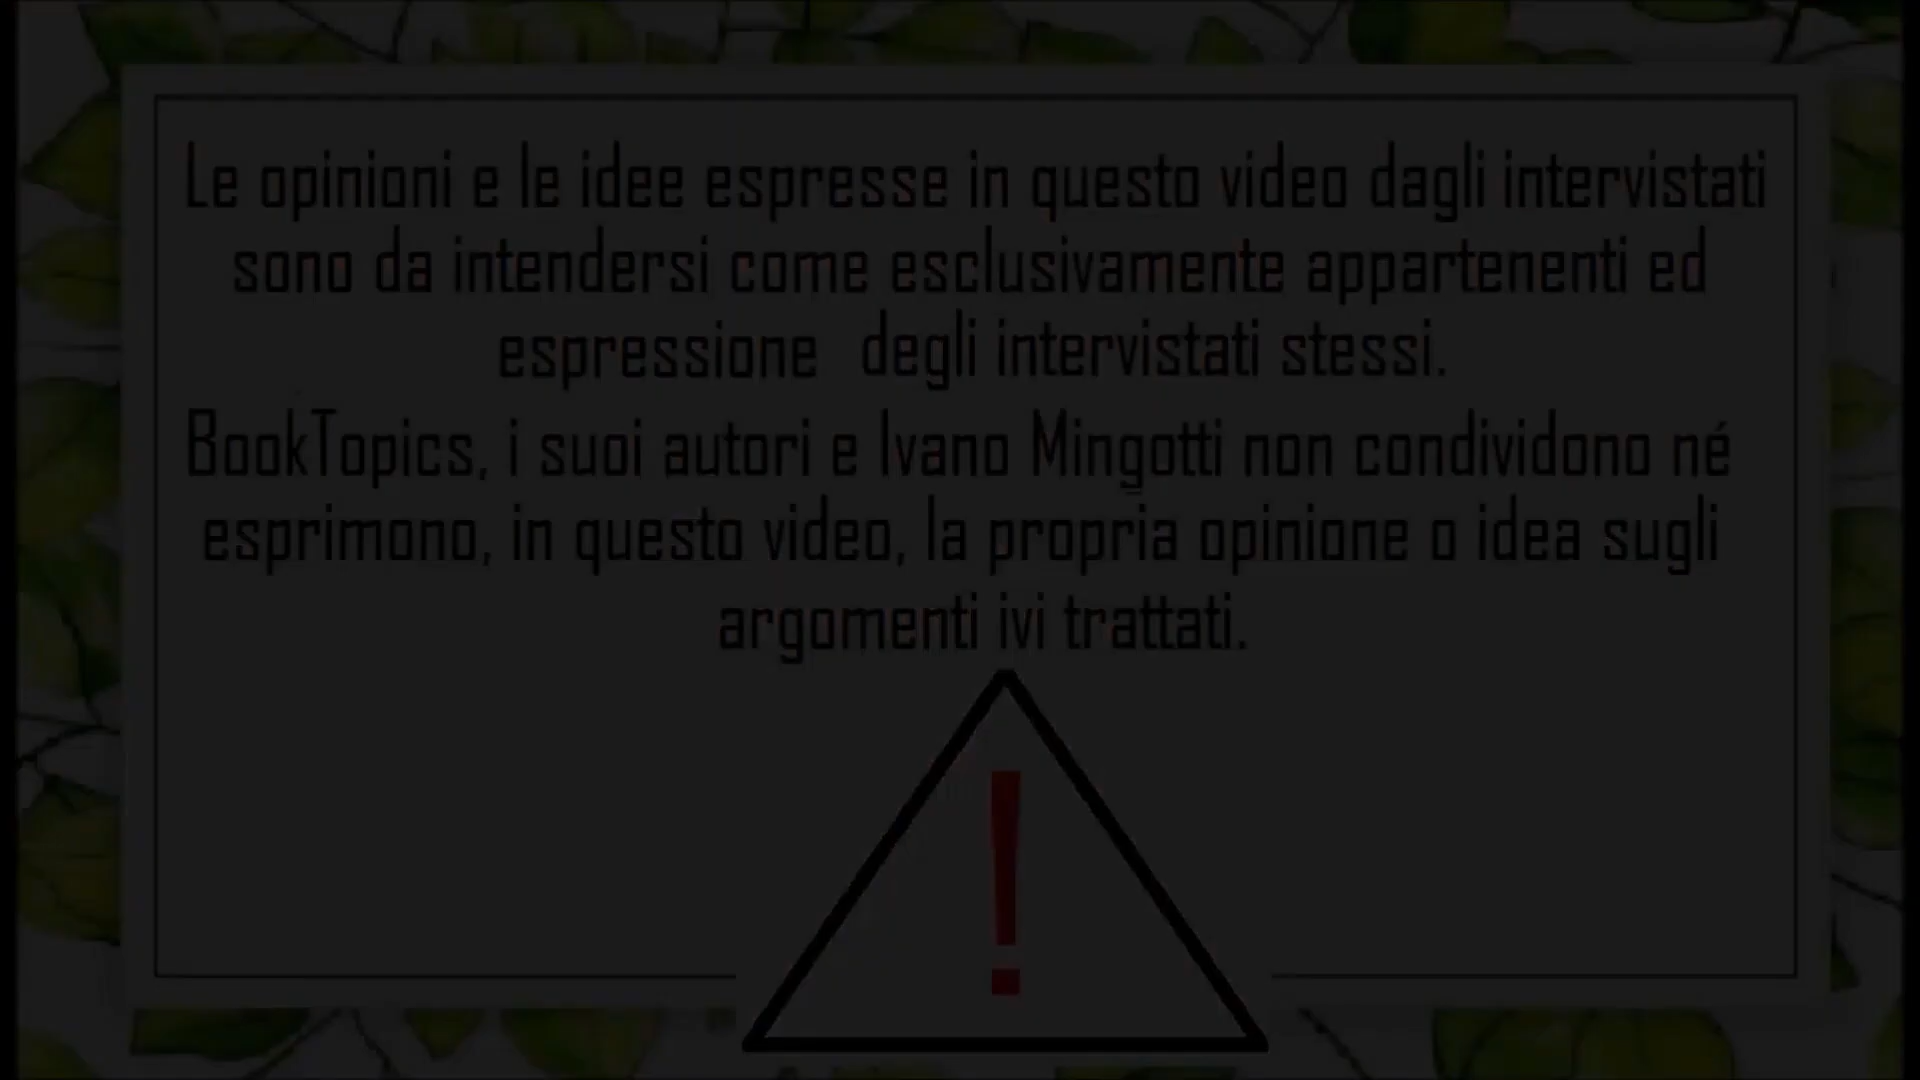 Le opinioni e le idee espresse in questo video dagli intervistati
sono da intendersi come esclusivamente appartenenti ed
espressione degli intervistati stessi.
BookTopics, i suoi autori e Ivano Mingotti non condividono né
esprimono, in questo video, la propria opinione o idea sugli
argomenti ivi trattati.
!